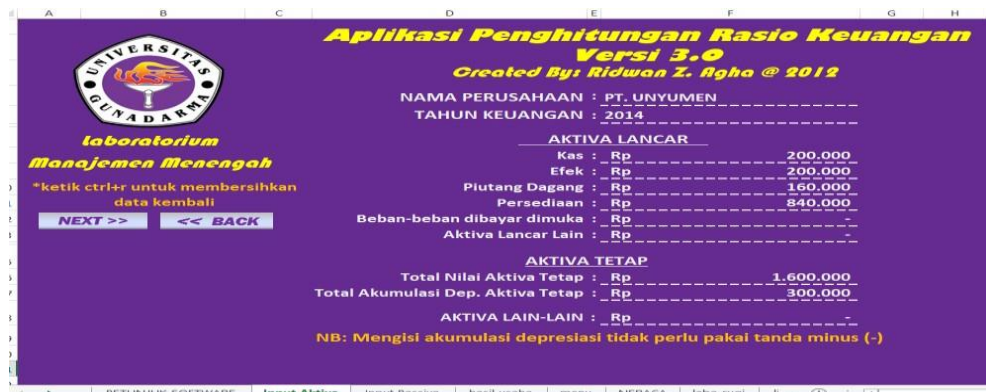 A B C D E F G H
Aplikasi Penghitungan Rasio Keuangan
Versi 3.0
Created By: Ridwan Z. Agha @ 2012
UNIVERSITAS
GUNADARMA
laboratorium
Manajemen Menengah
*ketik ctrl+r untuk membersihkan
data kembali
NEXT >> << BACK
NAMA PERUSAHAAN : PT. UNYUMEN
TAHUN KEUANGAN : 2014
AKTIVA LANCAR
Kas : Rp 200.000
Efek : Rp 200.000
Piutang Dagang : Rp 160.000
Persediaan : Rp 840.000
Beban-beban dibayar dimuka : Rp -
Aktiva Lancar Lain : Rp -
AKTIVA TETAP
Total Nilai Aktiva Tetap : Rp 1.600.000
Total Akumulasi Dep. Aktiva Tetap : Rp 300.000
AKTIVA LAIN-LAIN : Rp -
NB: Mengisi akumulasi depresiasi tidak perlu pakai tanda minus (-)
PETUNJUK SOFTWARE Input Aktiva Input Passiva hasil usaha menu NERACA laba rugi